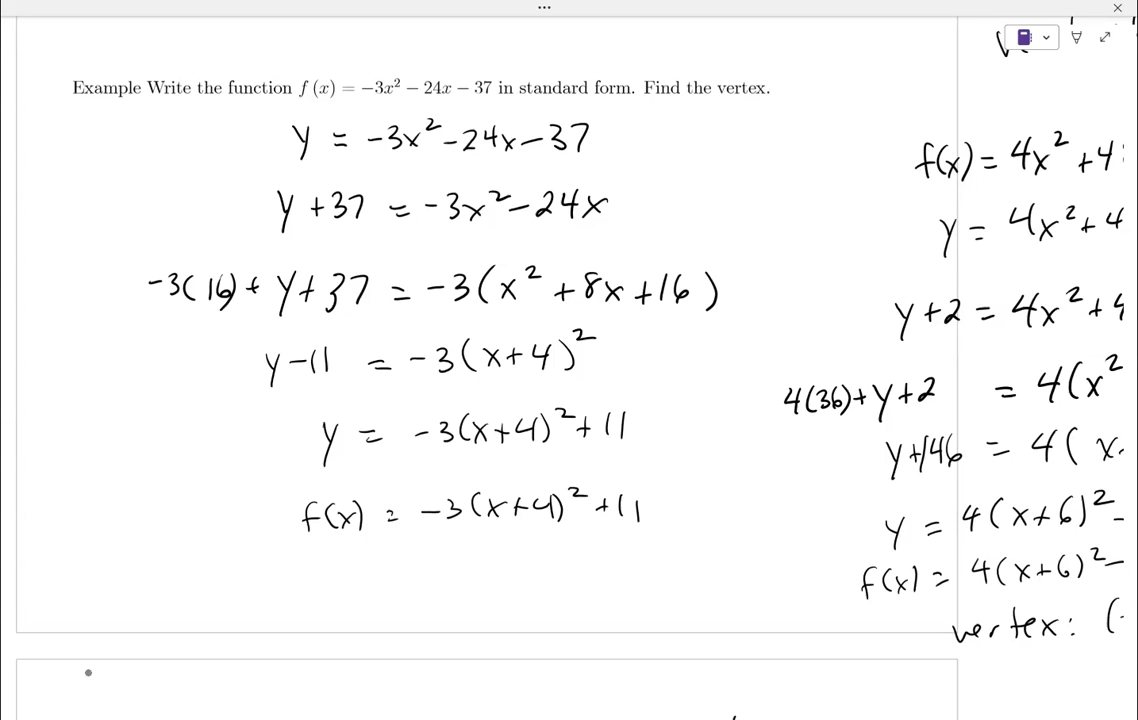 Example Write the function f (x) = −3x² − 24x − 37 in standard form. Find the vertex.
y = -3x²-24x-37
y +37 = -3x²-24x
-3(16)+ y+37 = -3(x² +8x+16)
y-11 = -3(x+4)²
y = -3(x+4)²+11
f(x) = -3(x+4)²+11
f(x) = 4x² +4
y = 4x²+4
y+2 = 4x²+4
4(36)+y+2 = 4(x²
y+146 = 4( x
y = 4(x+6)²-
f(x) = 4(x+6)²-
vertex: (-